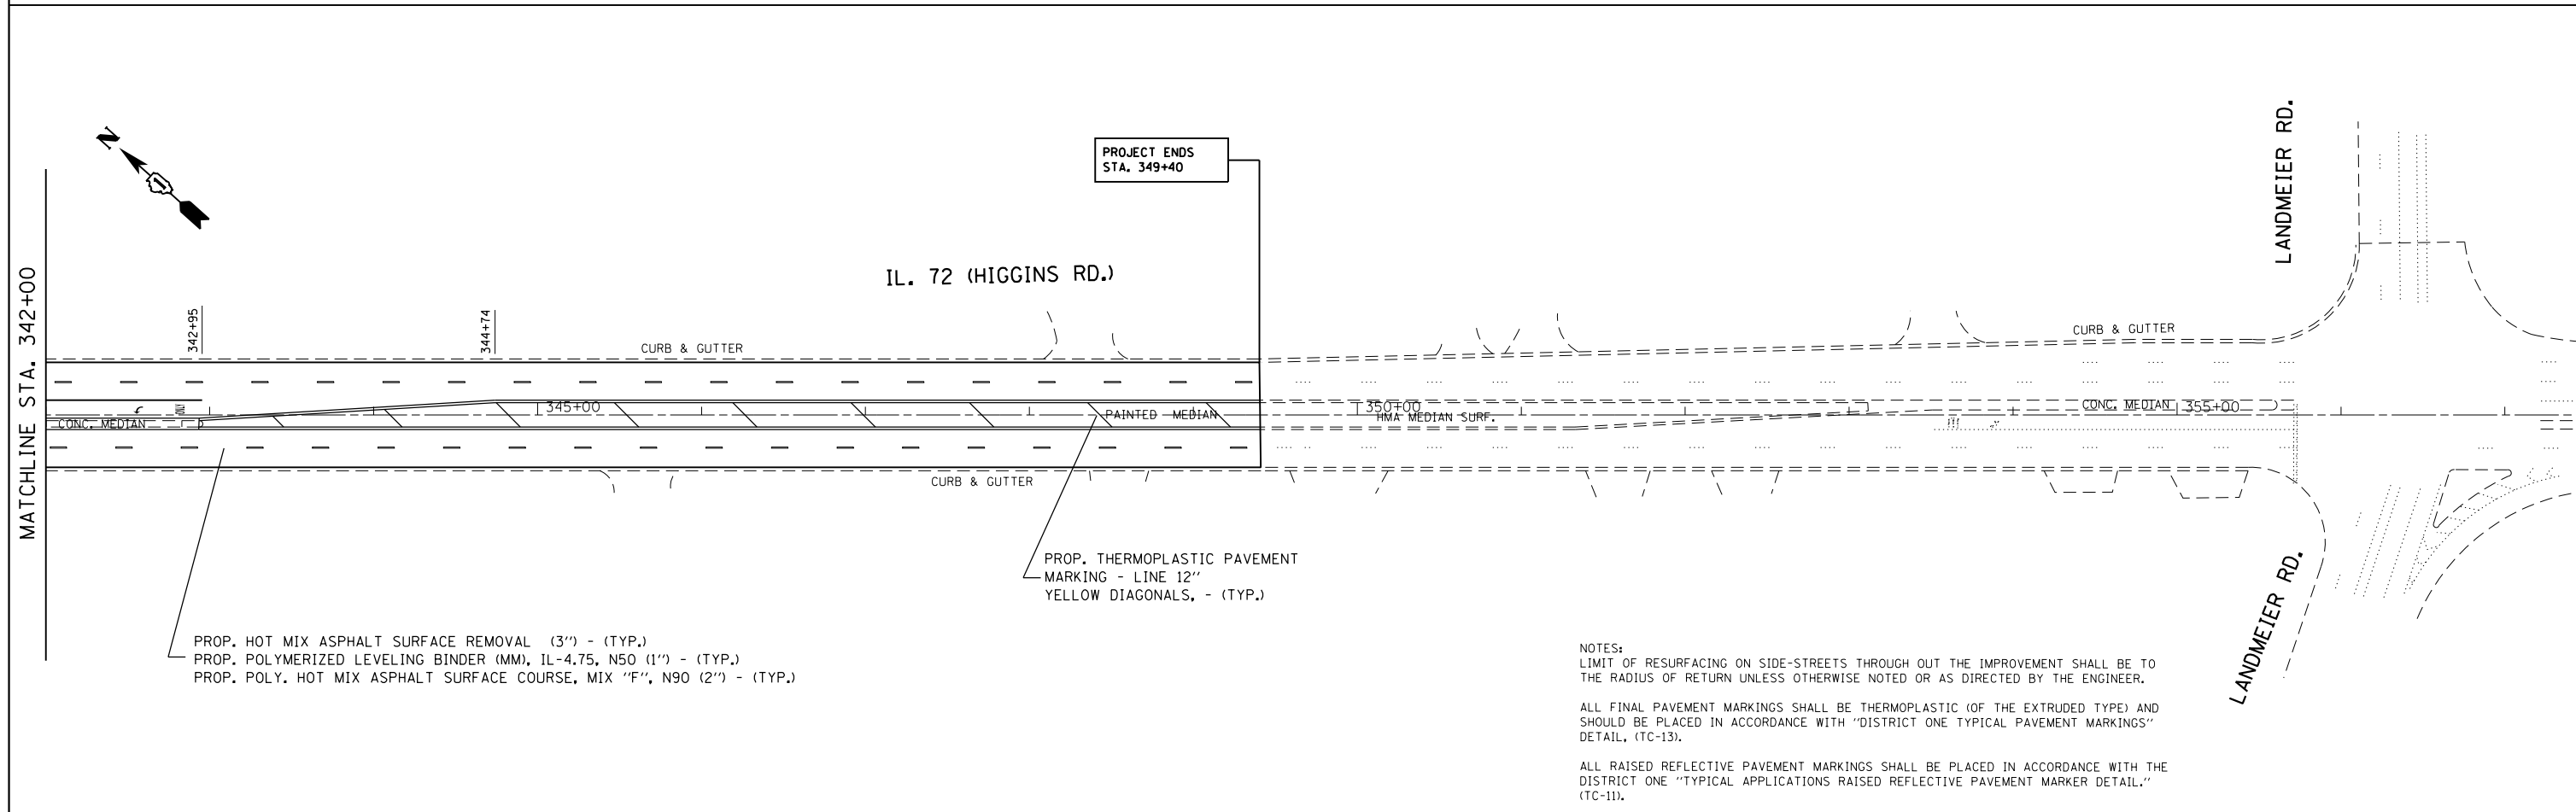 N
PROJECT ENDS
STA. 349+40
LANDMEIER RD.
MATCHLINE STA. 342+00
IL. 72 (HIGGINS RD.)
342+95
344+74
CURB & GUTTER
CURB & GUTTER
ONLY
345+00
PAINTED MEDIAN
350+00
HMA MEDIAN SURF.
CONC. MEDIAN
355+00
CONC. MEDIAN
CURB & GUTTER
PROP. THERMOPLASTIC PAVEMENT
MARKING - LINE 12"
YELLOW DIAGONALS, - (TYP.)
LANDMEIER RD.
PROP. HOT MIX ASPHALT SURFACE REMOVAL (3") - (TYP.)
PROP. POLYMERIZED LEVELING BINDER (MM), IL-4.75, N50 (1") - (TYP.)
PROP. POLY. HOT MIX ASPHALT SURFACE COURSE, MIX "F", N90 (2") - (TYP.)
NOTES:
LIMIT OF RESURFACING ON SIDE-STREETS THROUGH OUT THE IMPROVEMENT SHALL BE TO
THE RADIUS OF RETURN UNLESS OTHERWISE NOTED OR AS DIRECTED BY THE ENGINEER.
ALL FINAL PAVEMENT MARKINGS SHALL BE THERMOPLASTIC (OF THE EXTRUDED TYPE) AND
SHOULD BE PLACED IN ACCORDANCE WITH "DISTRICT ONE TYPICAL PAVEMENT MARKINGS"
DETAIL, (TC-13).
ALL RAISED REFLECTIVE PAVEMENT MARKINGS SHALL BE PLACED IN ACCORDANCE WITH THE
DISTRICT ONE "TYPICAL APPLICATIONS RAISED REFLECTIVE PAVEMENT MARKER DETAIL."
(TC-11).